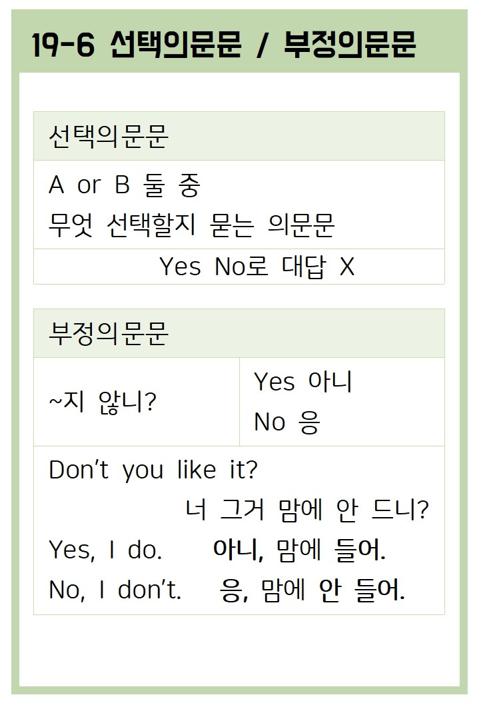 19-6 선택의문문 / 부정의문문
선택의문문
A or B 둘 중
무엇 선택할지 묻는 의문문
Yes No로 대답 X
부정의문문
~지 않니?
Yes 아니
No 응
Don't you like it?
너 그거 맘에 안 드니?
Yes, I do. 아니, 맘에 들어.
No, I don't. 응, 맘에 안 들어.